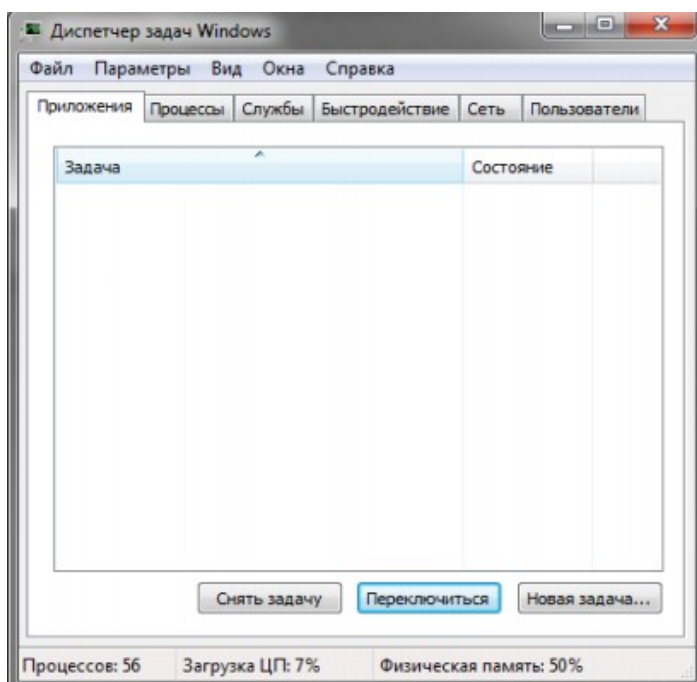 Диспетчер задач Windows
Файл Параметры Вид Окна Справка
Приложения Процессы Службы Быстродействие Сеть Пользователи
Задача Состояние
Снять задачу Переключиться Новая задача...
Процессов: 56 Загрузка ЦП: 7% Физическая память: 50%